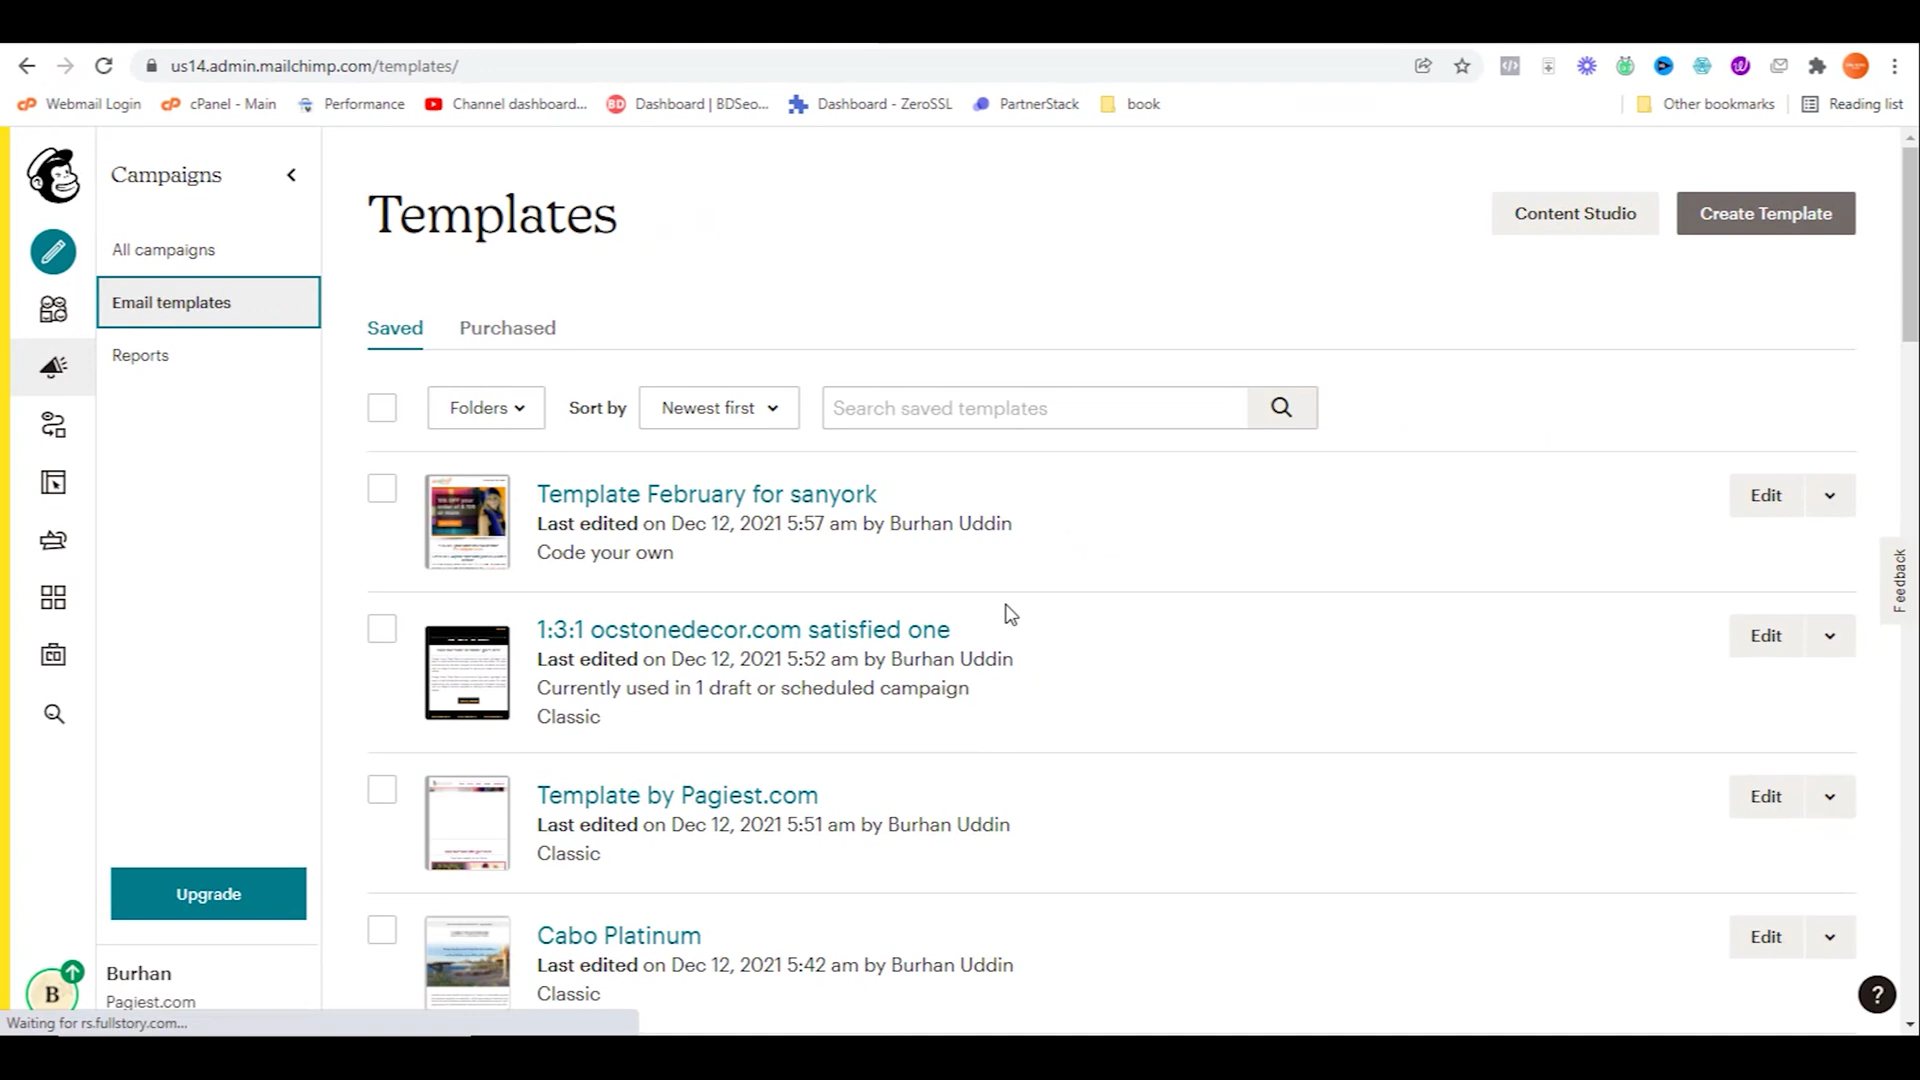 us14.admin.mailchimp.com/templates/
Webmail Login
cPanel - Main
Performance
Channel dashboard...
BD
Dashboard | BDSeo...
Dashboard - ZeroSSL
PartnerStack
book
Other bookmarks
Reading list
Campaigns
All campaigns
Email templates
Reports
Upgrade
B
Burhan
Pagiest.com
Waiting for rs.fullstory.com...
Templates
Content Studio
Create Template
Saved
Purchased
Folders
Sort by
Newest first
Search saved templates
Template February for sanyork
Last edited on Dec 12, 2021 5:57 am by Burhan Uddin
Code your own
Edit
1:3:1 ocstonedecor.com satisfied one
Last edited on Dec 12, 2021 5:52 am by Burhan Uddin
Currently used in 1 draft or scheduled campaign
Classic
Edit
Template by Pagiest.com
Last edited on Dec 12, 2021 5:51 am by Burhan Uddin
Classic
Edit
Cabo Platinum
Last edited on Dec 12, 2021 5:42 am by Burhan Uddin
Classic
Edit
Feedback
?